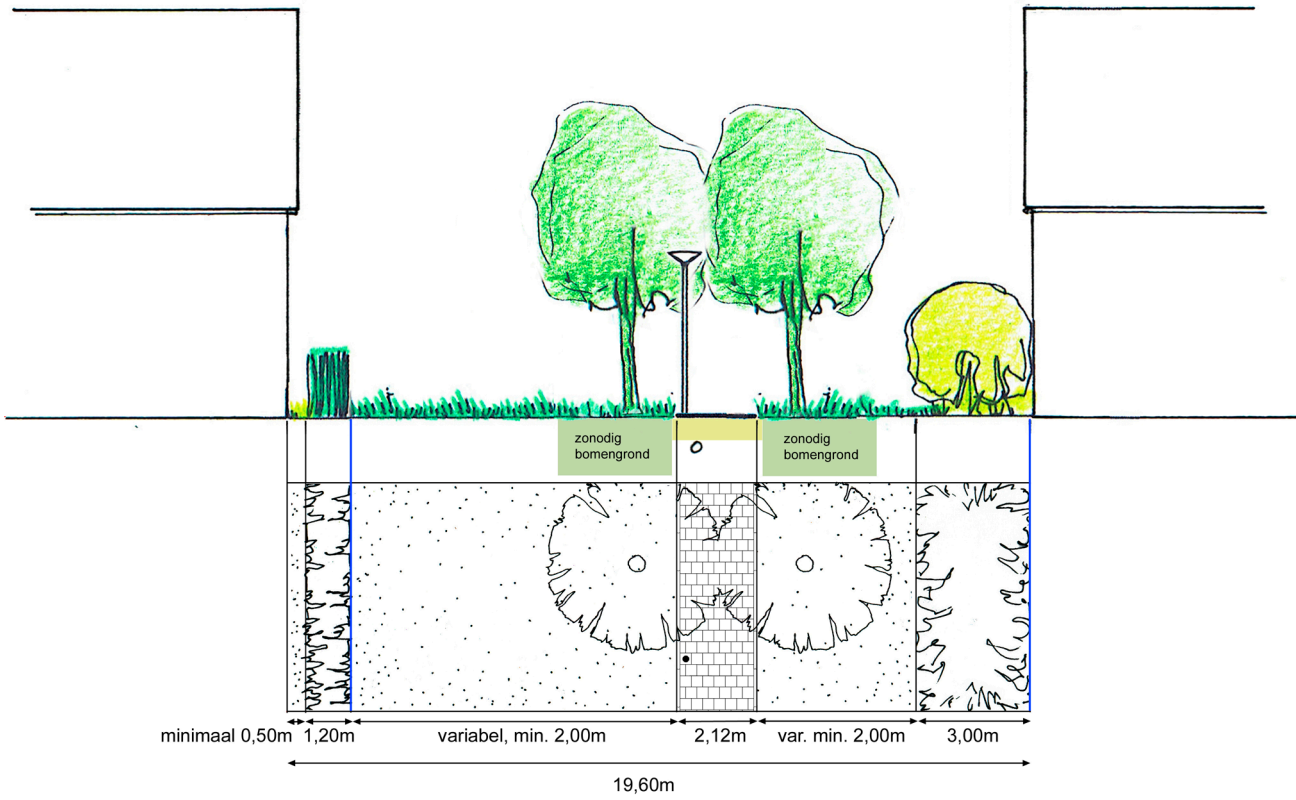 zonodig
bomengrond
zonodig
bomengrond
minimaal 0,50m 1,20m variabel, min. 2,00m 2,12m var. min. 2,00m 3,00m
19,60m